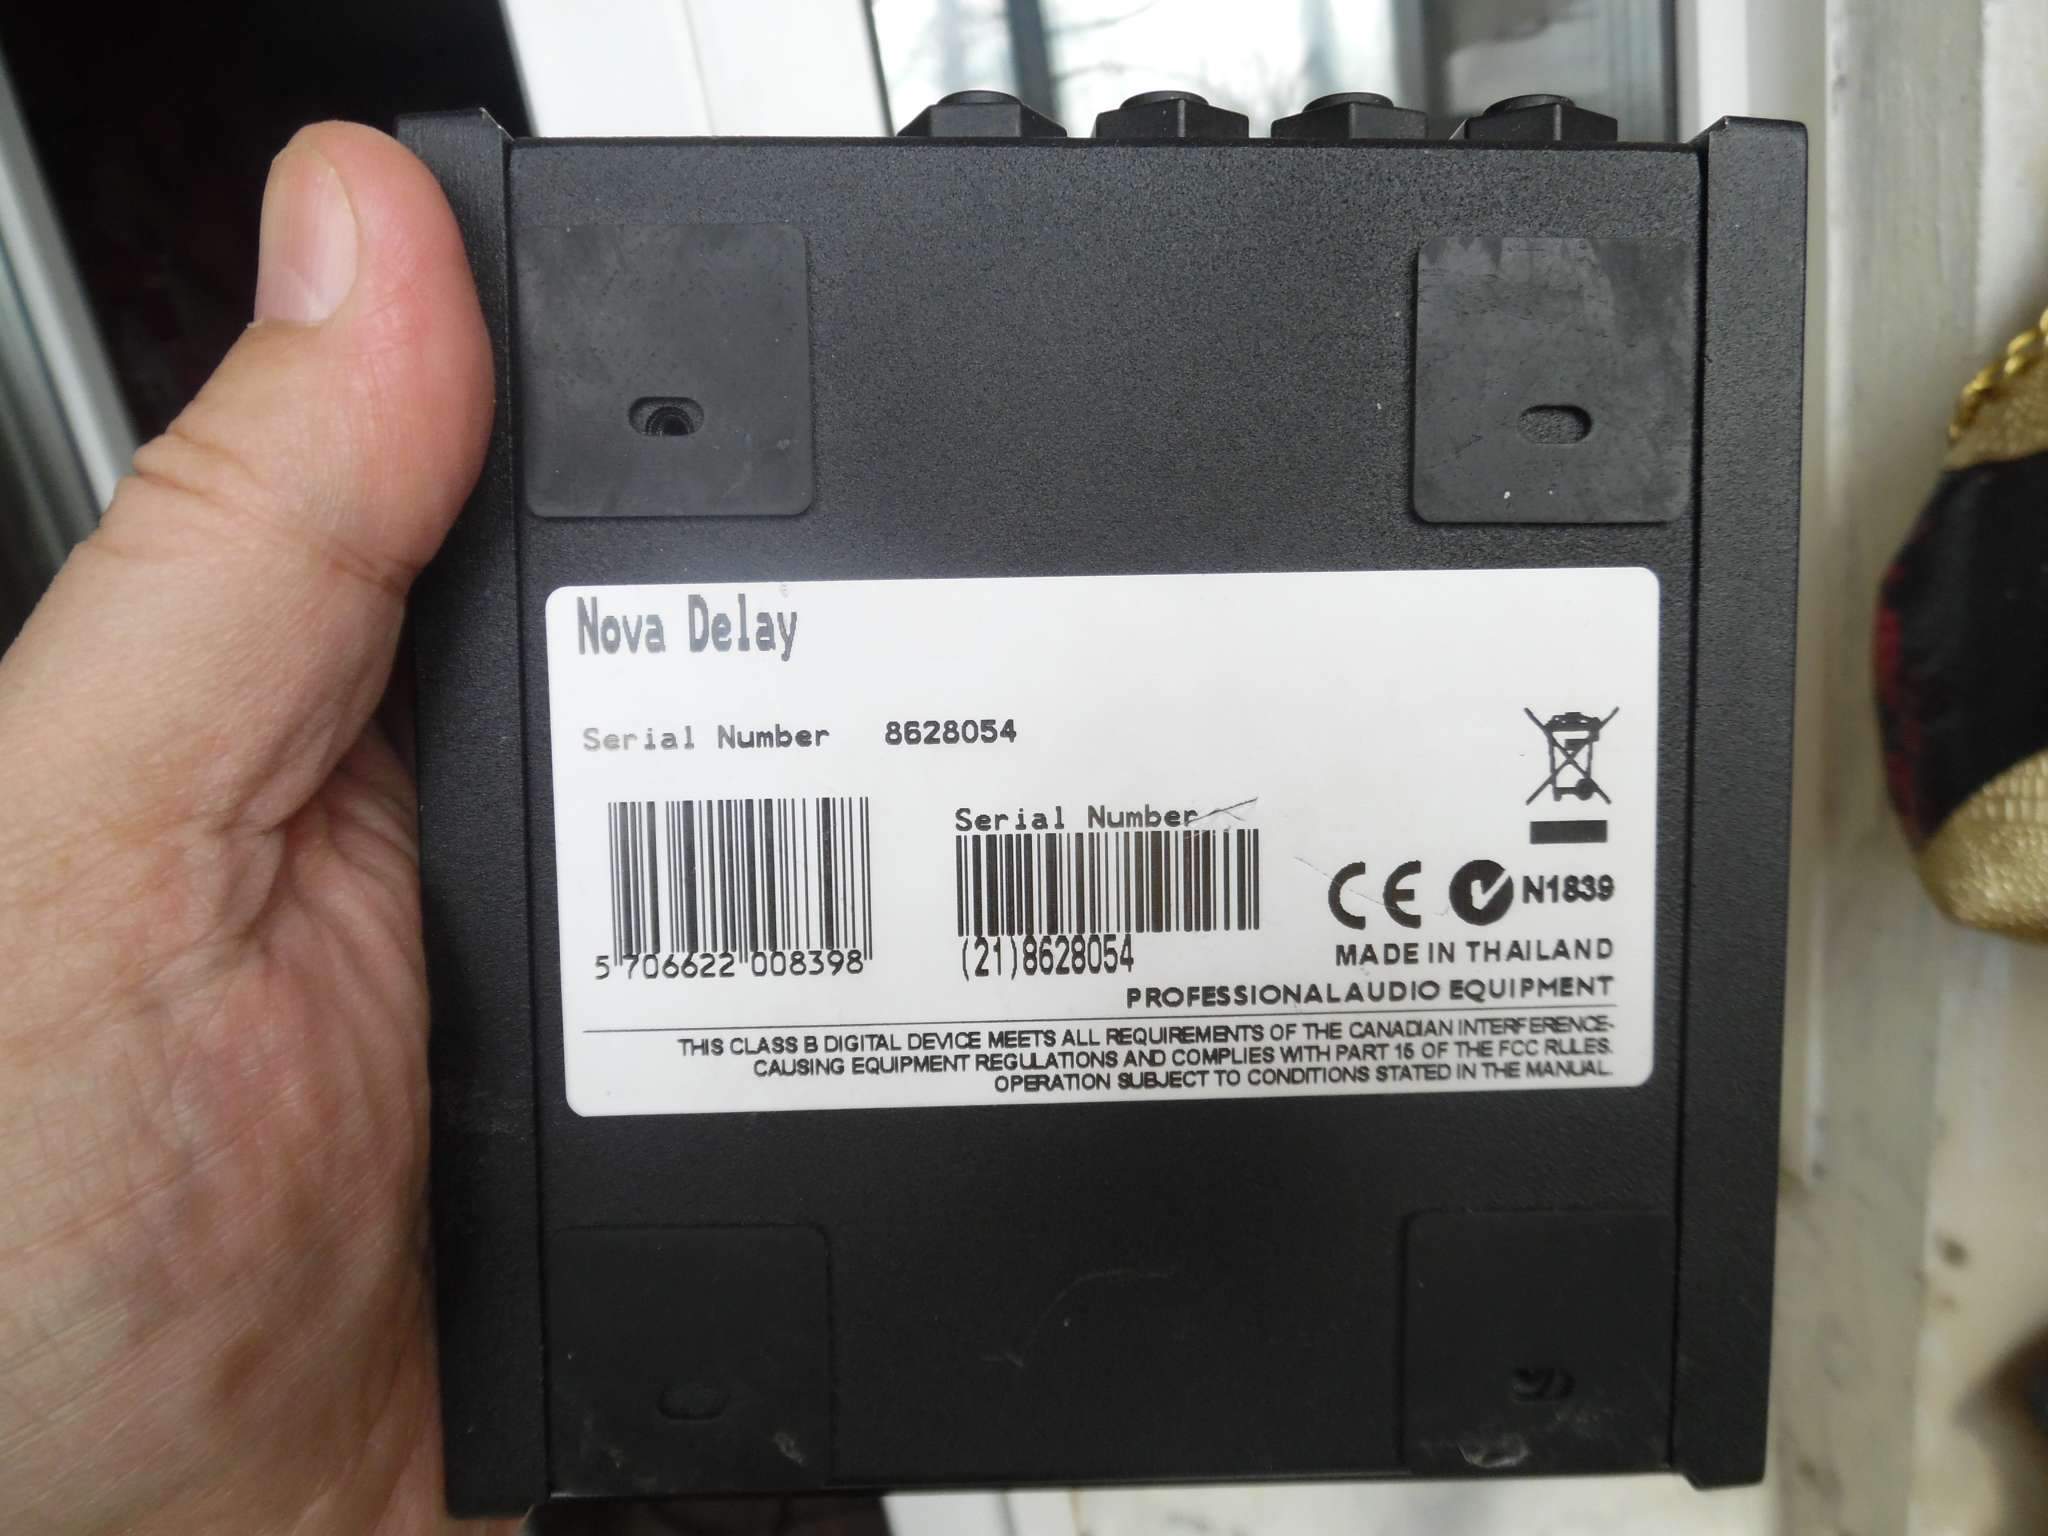 Nova Delay
Serial Number 8628054
Serial Number
5 706622 008398
(21)8628054
CE N1839
MADE IN THAILAND
PROFESSIONAL AUDIO EQUIPMENT
THIS CLASS B DIGITAL DEVICE MEETS ALL REQUIREMENTS OF THE CANADIAN INTERFERENCE-
CAUSING EQUIPMENT REGULATIONS AND COMPLIES WITH PART 15 OF THE FCC RULES.
OPERATION SUBJECT TO CONDITIONS STATED IN THE MANUAL.